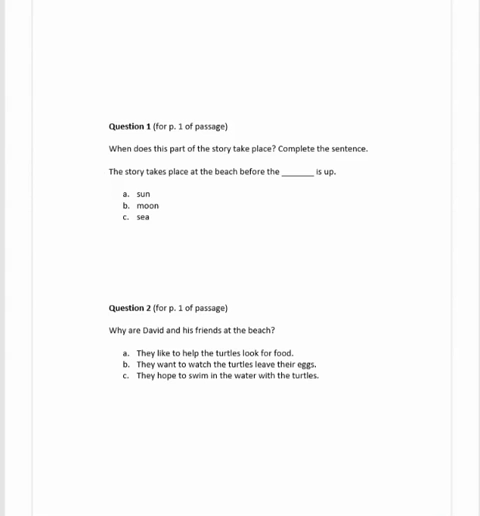 Question 1 (for p. 1 of passage)
When does this part of the story take place? Complete the sentence.
The story takes place at the beach before the _______ is up.
a. sun
b. moon
c. sea
Question 2 (for p. 1 of passage)
Why are David and his friends at the beach?
a. They like to help the turtles look for food.
b. They want to watch the turtles leave their eggs.
c. They hope to swim in the water with the turtles.